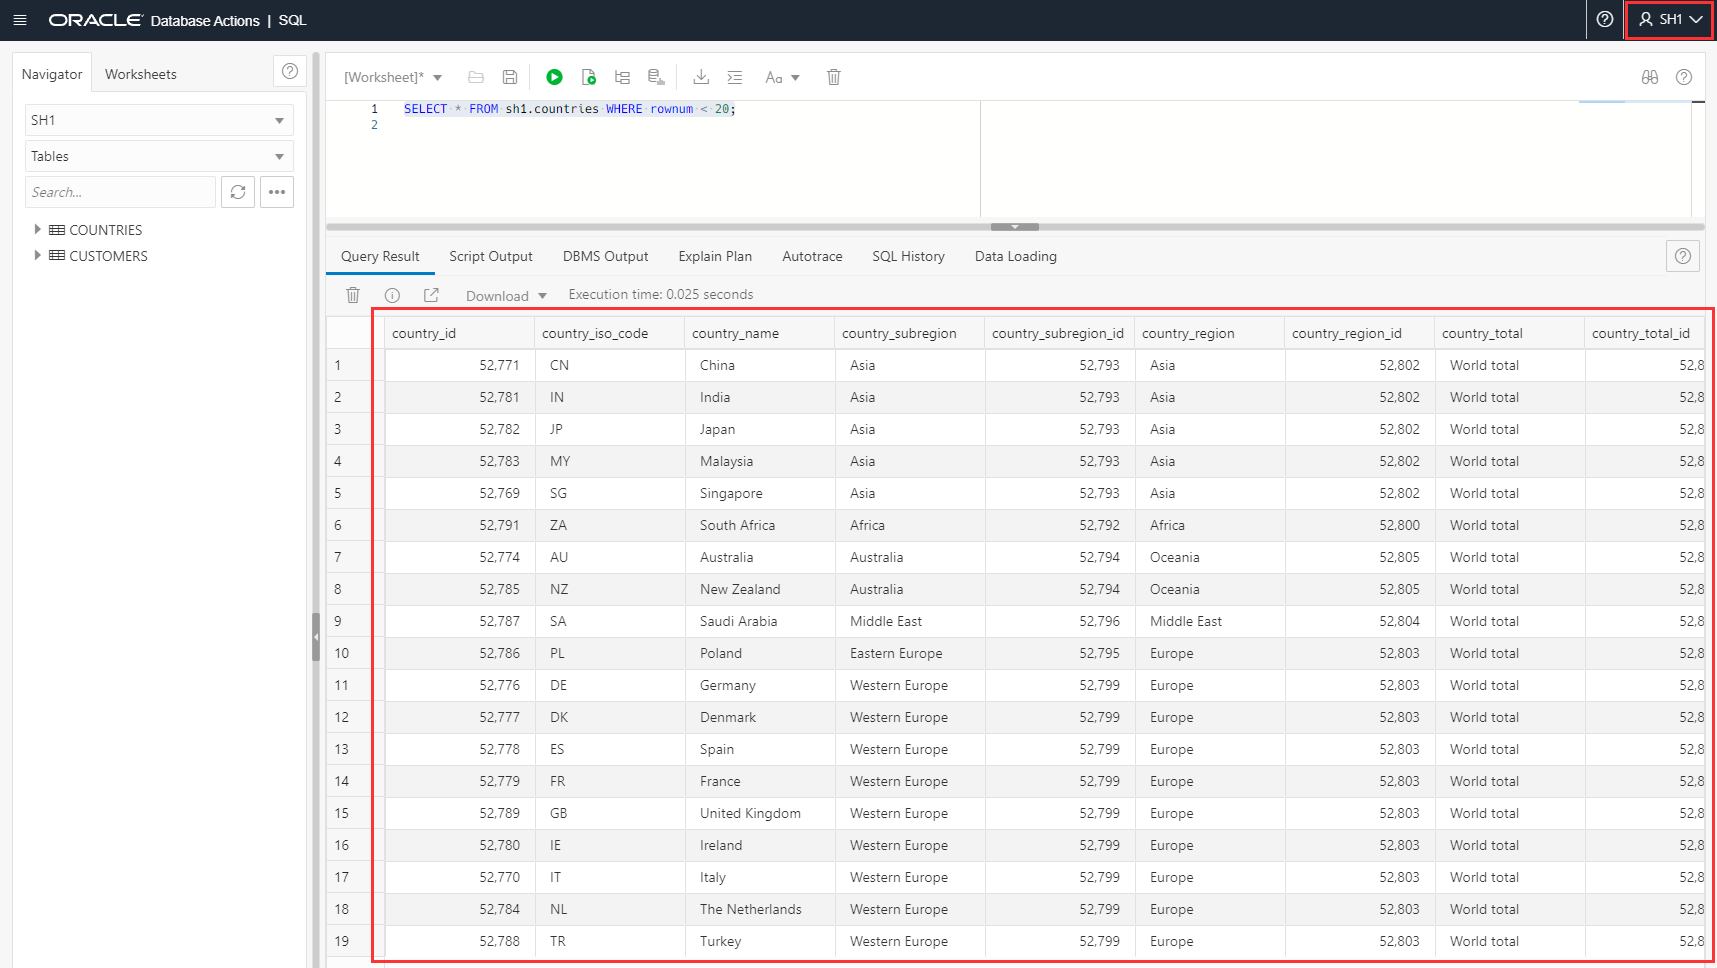 ORACLE Database Actions | SQL
SH1
Navigator Worksheets
SH1
Tables
Search...
COUNTRIES
CUSTOMERS
[Worksheet]* Aa
1 SELECT * FROM sh1.countries WHERE rownum < 20;
2
Query Result Script Output DBMS Output Explain Plan Autotrace SQL History Data Loading
Download Execution time: 0.025 seconds
country_id country_iso_code country_name country_subregion country_subregion_id country_region country_region_id country_total country_total_id
1 52,771 CN China Asia 52,793 Asia 52,802 World total 52,8
2 52,781 IN India Asia 52,793 Asia 52,802 World total 52,8
3 52,782 JP Japan Asia 52,793 Asia 52,802 World total 52,8
4 52,783 MY Malaysia Asia 52,793 Asia 52,802 World total 52,8
5 52,769 SG Singapore Asia 52,793 Asia 52,802 World total 52,8
6 52,791 ZA South Africa Africa 52,792 Africa 52,800 World total 52,8
7 52,774 AU Australia Australia 52,794 Oceania 52,805 World total 52,8
8 52,785 NZ New Zealand Australia 52,794 Oceania 52,805 World total 52,8
9 52,787 SA Saudi Arabia Middle East 52,796 Middle East 52,804 World total 52,8
10 52,786 PL Poland Eastern Europe 52,795 Europe 52,803 World total 52,8
11 52,776 DE Germany Western Europe 52,799 Europe 52,803 World total 52,8
12 52,777 DK Denmark Western Europe 52,799 Europe 52,803 World total 52,8
13 52,778 ES Spain Western Europe 52,799 Europe 52,803 World total 52,8
14 52,779 FR France Western Europe 52,799 Europe 52,803 World total 52,8
15 52,789 GB United Kingdom Western Europe 52,799 Europe 52,803 World total 52,8
16 52,780 IE Ireland Western Europe 52,799 Europe 52,803 World total 52,8
17 52,770 IT Italy Western Europe 52,799 Europe 52,803 World total 52,8
18 52,784 NL The Netherlands Western Europe 52,799 Europe 52,803 World total 52,8
19 52,788 TR Turkey Western Europe 52,799 Europe 52,803 World total 52,8